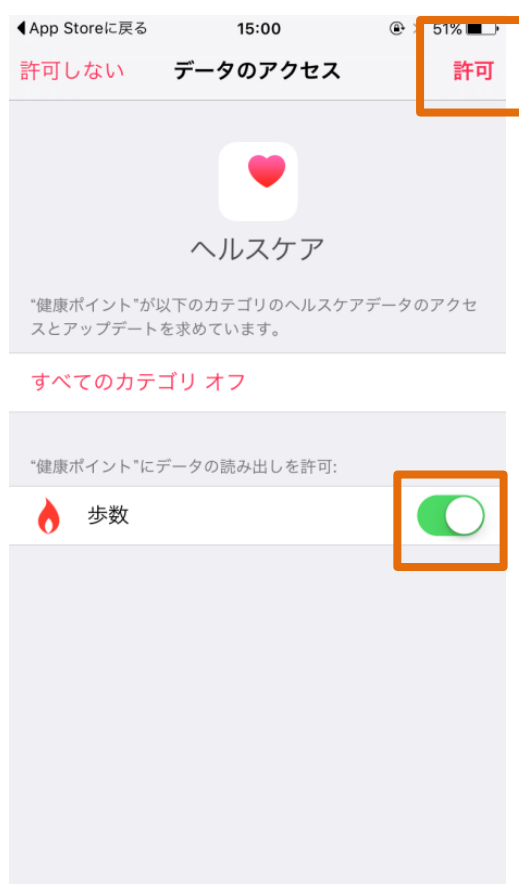 App Storeに戻る 15:00 51%
許可しない データのアクセス 許可
ヘルスケア
“健康ポイント”が以下のカテゴリのヘルスケアデータのアクセ
スとアップデートを求めています。
すべてのカテゴリ オフ
“健康ポイント”にデータの読み出しを許可:
歩数